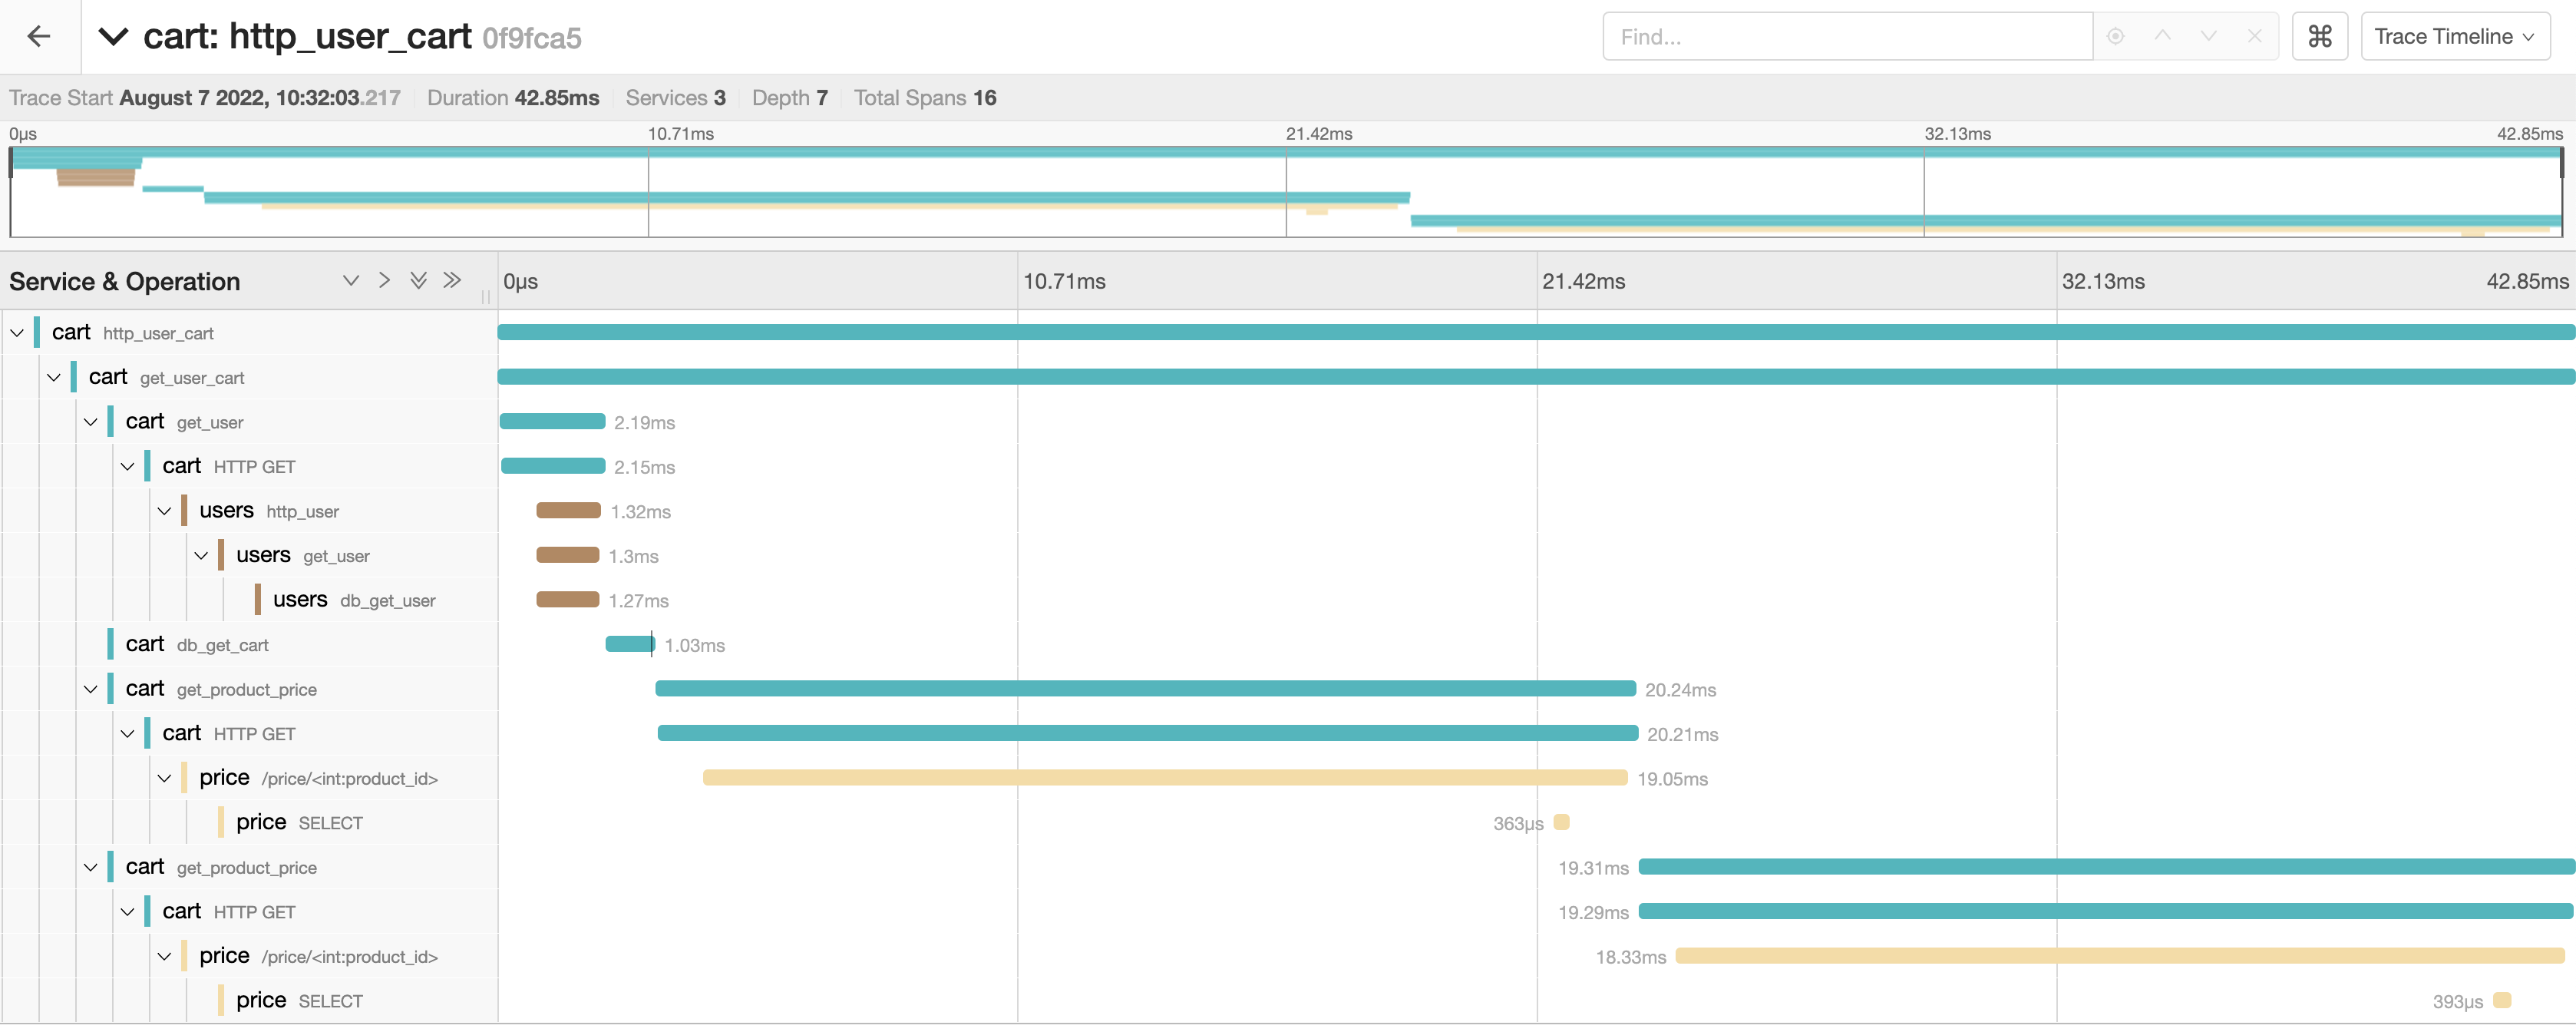 cart: http_user_cart 0f9fca5
Find...
Trace Timeline
Trace Start August 7 2022, 10:32:03.217 Duration 42.85ms Services 3 Depth 7 Total Spans 16
0μs 10.71ms 21.42ms 32.13ms 42.85ms
Service & Operation 0μs 10.71ms 21.42ms 32.13ms 42.85ms
cart http_user_cart
cart get_user_cart
cart get_user 2.19ms
cart HTTP GET 2.15ms
users http_user 1.32ms
users get_user 1.3ms
users db_get_user 1.27ms
cart db_get_cart 1.03ms
cart get_product_price 20.24ms
cart HTTP GET 20.21ms
price /price/<int:product_id> 19.05ms
price SELECT 363μs
cart get_product_price 19.31ms
cart HTTP GET 19.29ms
price /price/<int:product_id> 18.33ms
price SELECT 393μs